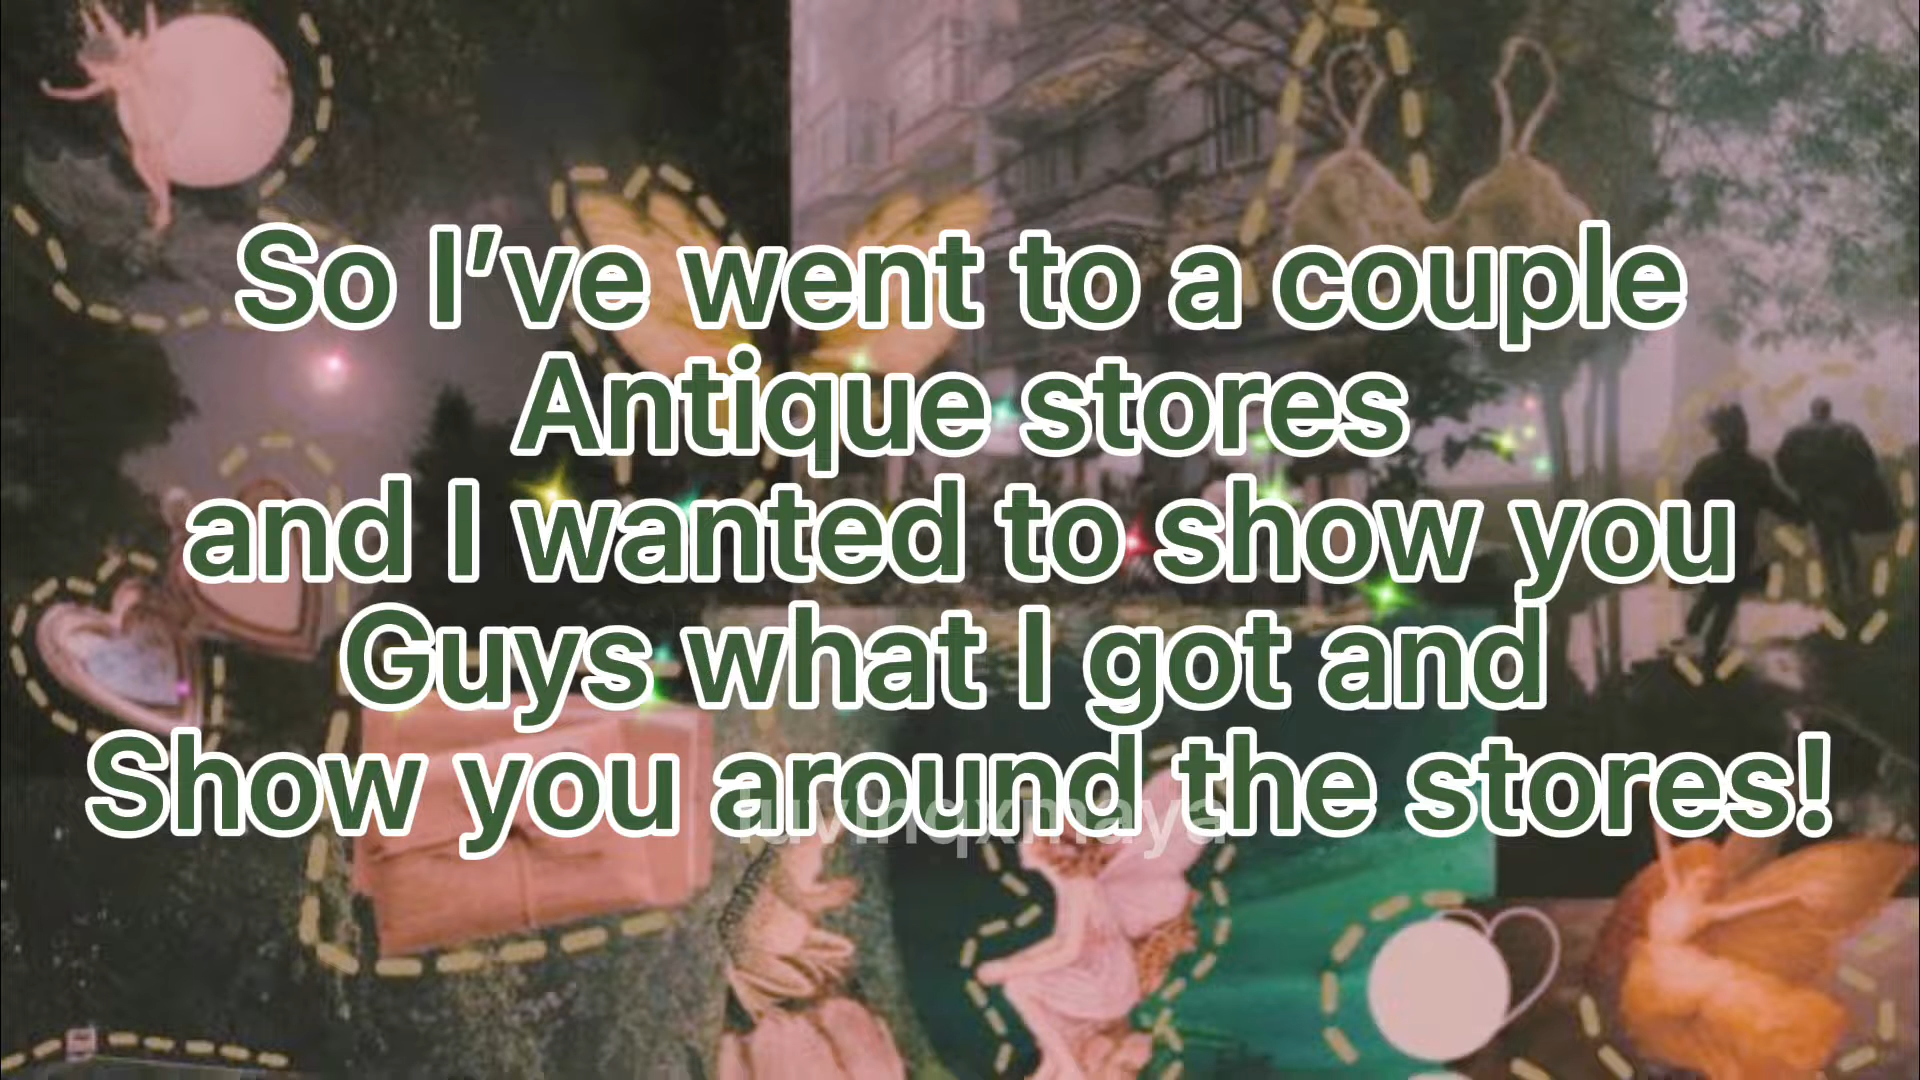 So I've went to a couple
Antique stores
and I wanted to show you
Guys what I got and
Show you around the stores!
luvinqxmaya